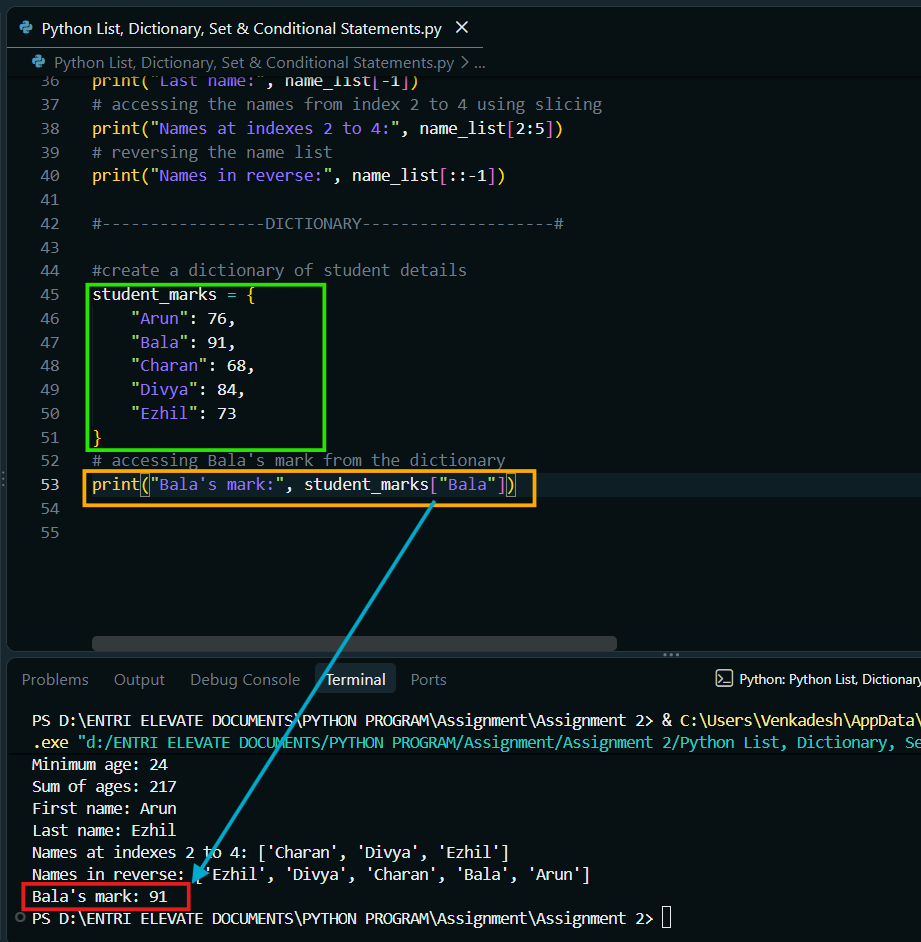 Python List, Dictionary, Set & Conditional Statements.py
Python List, Dictionary, Set & Conditional Statements.py > ...
36 print("Last name:", name_list[-1])
37 # accessing the names from index 2 to 4 using slicing
38 print("Names at indexes 2 to 4:", name_list[2:5])
39 # reversing the name list
40 print("Names in reverse:", name_list[::-1])
41
42 #-----------------DICTIONARY--------------------#
43
44 #create a dictionary of student details
45 student_marks = {
46 "Arun": 76,
47 "Bala": 91,
48 "Charan": 68,
49 "Divya": 84,
50 "Ezhil": 73
51 }
52 # accessing Bala's mark from the dictionary
53 print("Bala's mark:", student_marks["Bala"])
54
55
Problems Output Debug Console Terminal Ports Python: Python List, Dictionary
PS D:\ENTRI ELEVATE DOCUMENTS\PYTHON PROGRAM\Assignment\Assignment 2> & C:\Users\Venkadesh\AppData\
.exe "d:/ENTRI ELEVATE DOCUMENTS/PYTHON PROGRAM/Assignment/Assignment 2/Python List, Dictionary, Se
Minimum age: 24
Sum of ages: 217
First name: Arun
Last name: Ezhil
Names at indexes 2 to 4: ['Charan', 'Divya', 'Ezhil']
Names in reverse: ['Ezhil', 'Divya', 'Charan', 'Bala', 'Arun']
Bala's mark: 91
PS D:\ENTRI ELEVATE DOCUMENTS\PYTHON PROGRAM\Assignment\Assignment 2>